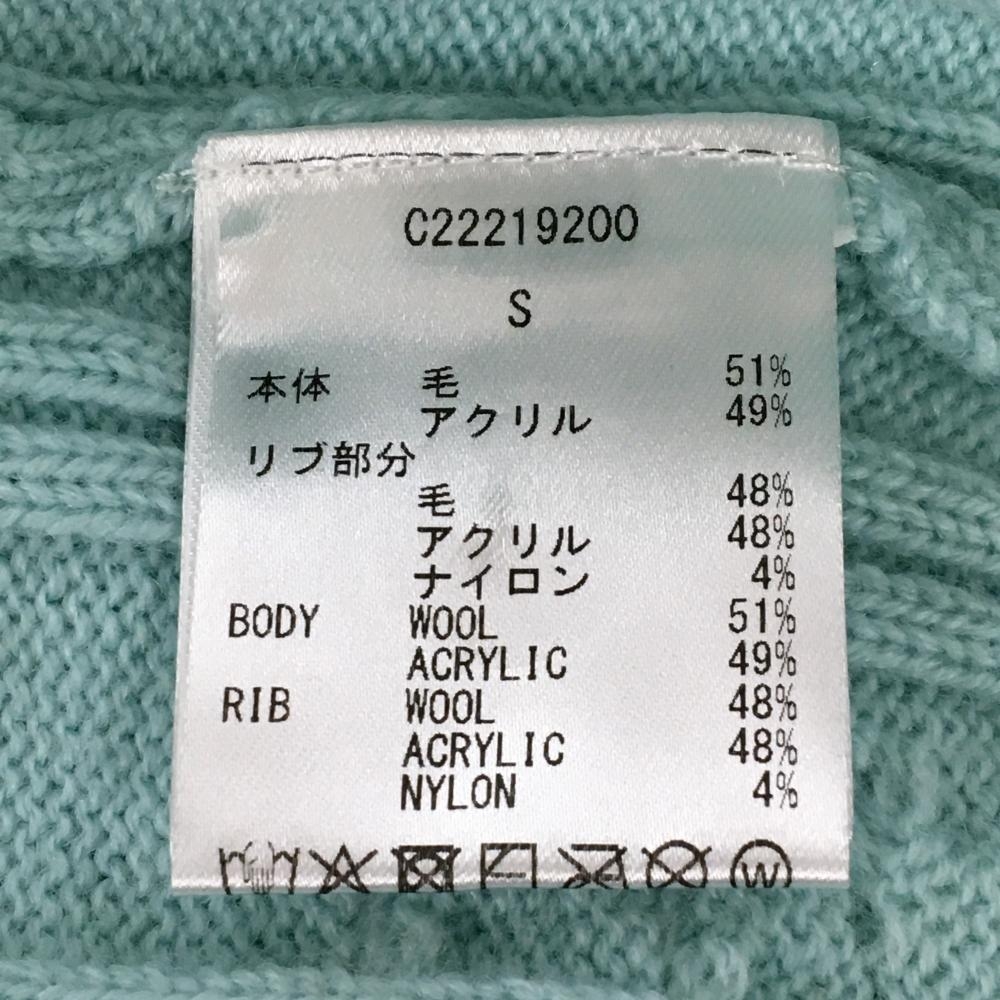 C22219200
S
本体 毛 51%
アクリル 49%
リブ部分
毛 48%
アクリル 48%
ナイロン 4%
BODY WOOL 51%
ACRYLIC 49%
RIB WOOL 48%
ACRYLIC 48%
NYLON 4%
W